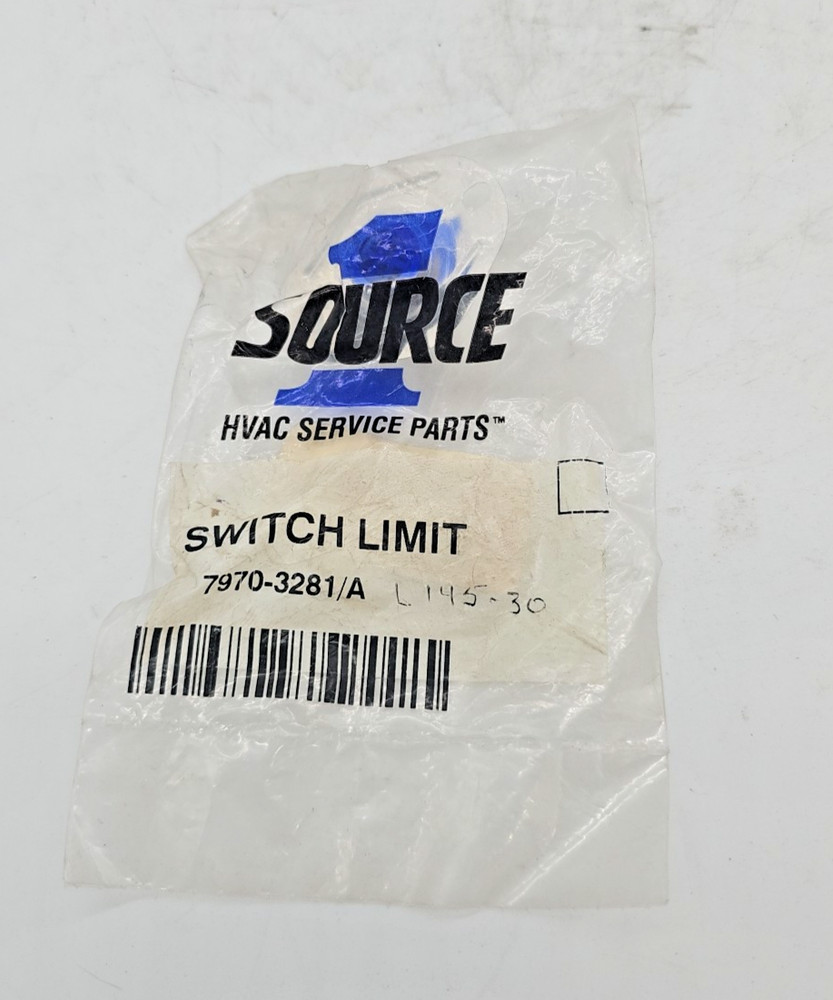 1
SOURCE
HVAC SERVICE PARTS™
SWITCH LIMIT
7970-3281/A L145-30